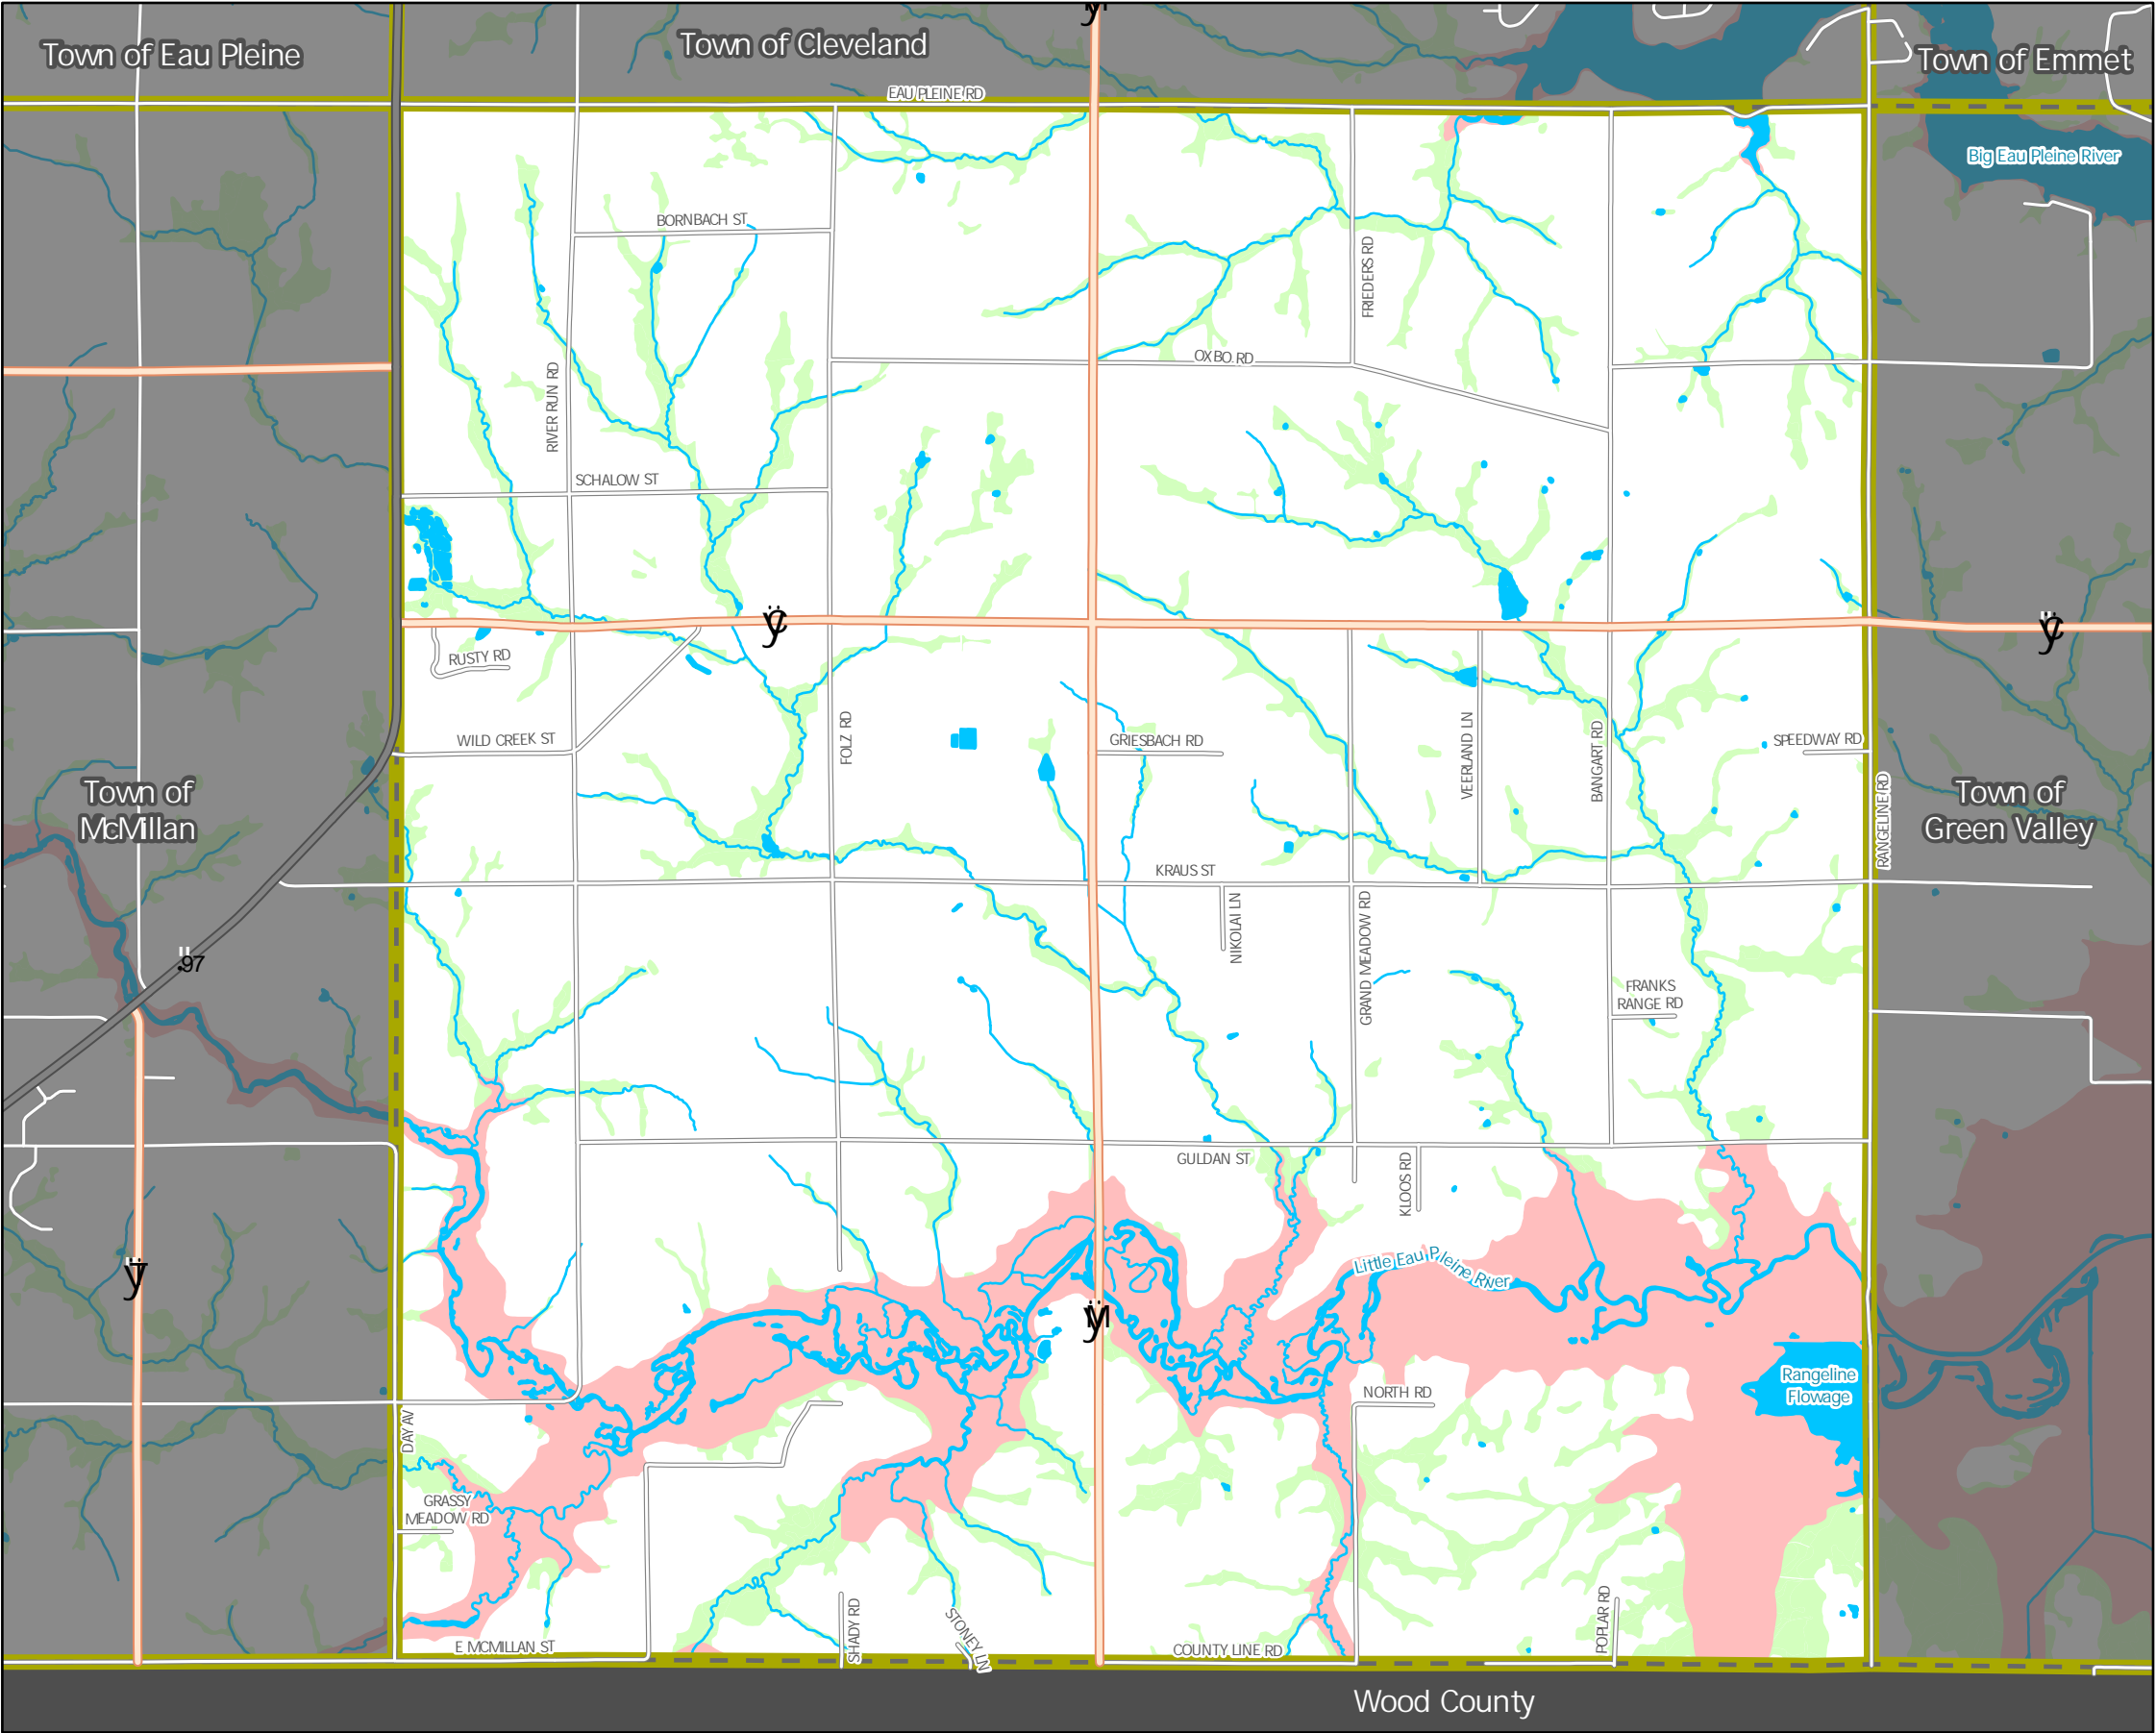 Town of Eau Pleine
Town of Cleveland
Town of Emmet
EAU PLEINE RD
Big Eau Pleine River
BORNBACH ST
FRIEDERS RD
OXBO RD
RIVER RUN RD
SCHALOW ST
C
C
RUSTY RD
WILD CREEK ST
FOLZ RD
GRIESBACH RD
VEERLAND LN
BANGART RD
SPEEDWAY RD
RANGELINE RD
Town of
McMillan
Town of
Green Valley
KRAUS ST
NIKOLAI LN
GRAND MEADOW RD
97
FRANKS
RANGE RD
GULDAN ST
KLOOS RD
T
Little Eau Pleine River
M
Rangeline
Flowage
NORTH RD
DAY AV
GRASSY
MEADOW RD
E MCMILLAN ST
SHADY RD
STONEY LN
COUNTY LINE RD
POPLAR RD
Wood County